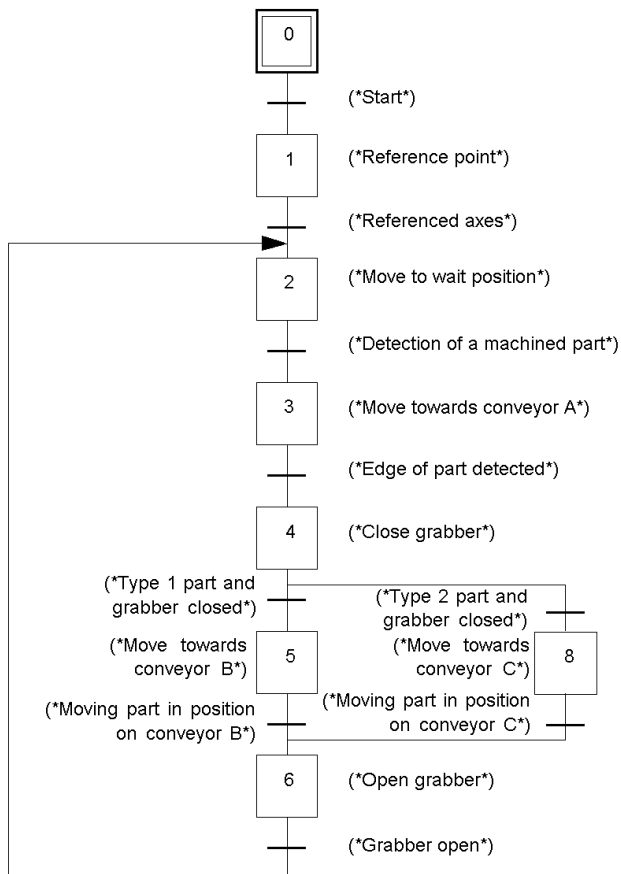 0
(*Start*)
1
(*Reference point*)
(*Referenced axes*)
2
(*Move to wait position*)
(*Detection of a machined part*)
3
(*Move towards conveyor A*)
(*Edge of part detected*)
4
(*Close grabber*)
(*Type 1 part and
grabber closed*)
(*Type 2 part and
grabber closed*)
(*Move towards
conveyor B*)
5
(*Move towards
conveyor C*)
8
(*Moving part in position
on conveyor B*)
(*Moving part in position
on conveyor C*)
6
(*Open grabber*)
(*Grabber open*)